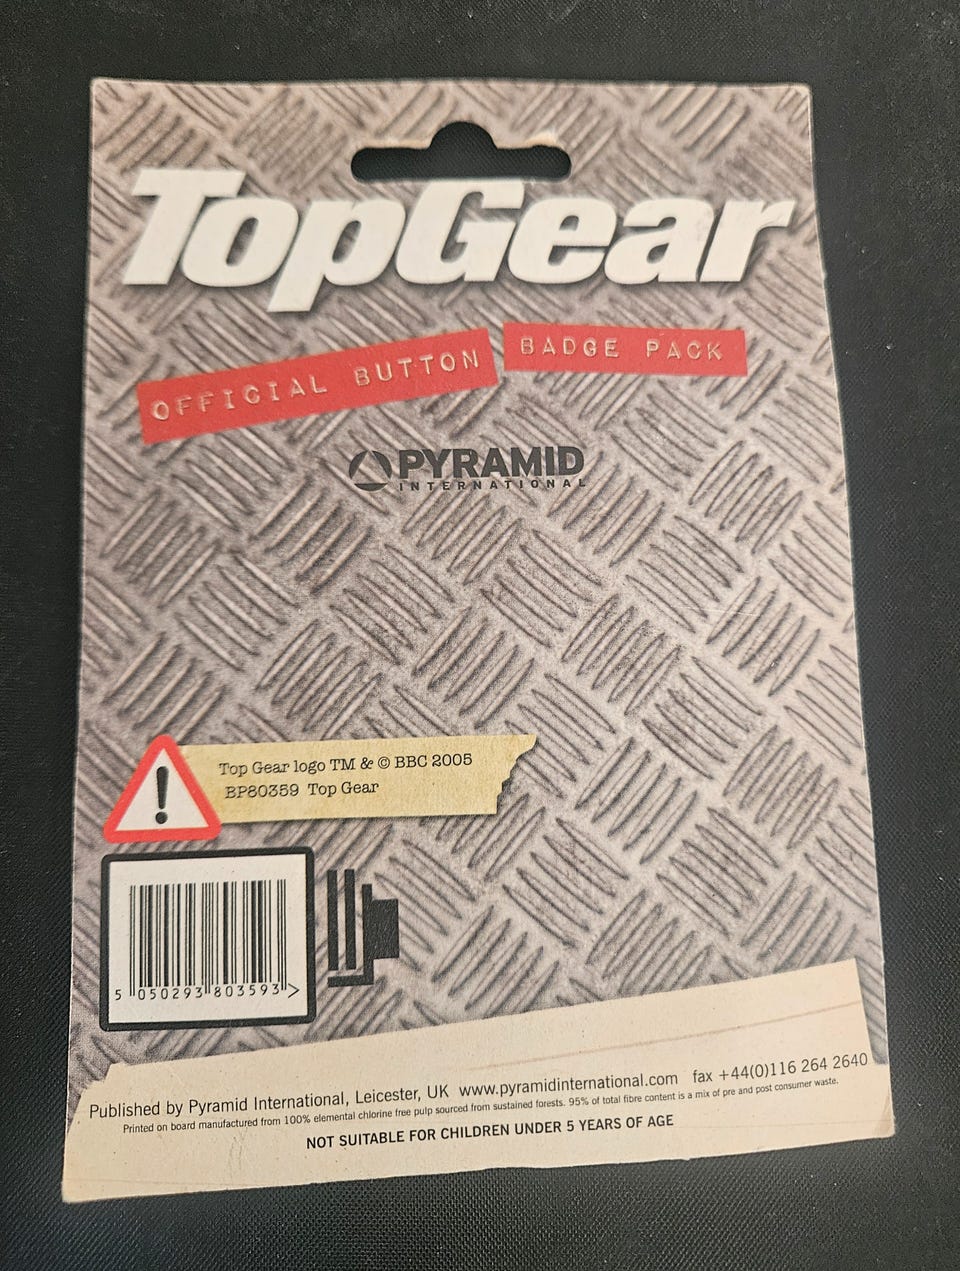 TopGear
OFFICIAL BUTTON BADGE PACK
PYRAMID
INTERNATIONAL
Top Gear logo TM & © BBC 2005
BP80359 Top Gear
5 050293 803593 >
Published by Pyramid International, Leicester, UK www.pyramidinternational.com fax +44(0)116 264 2640
Printed on board manufactured from 100% elemental chlorine free pulp sourced from sustained forests. 95% of total fibre content is a mix of pre and post consumer waste.
NOT SUITABLE FOR CHILDREN UNDER 5 YEARS OF AGE